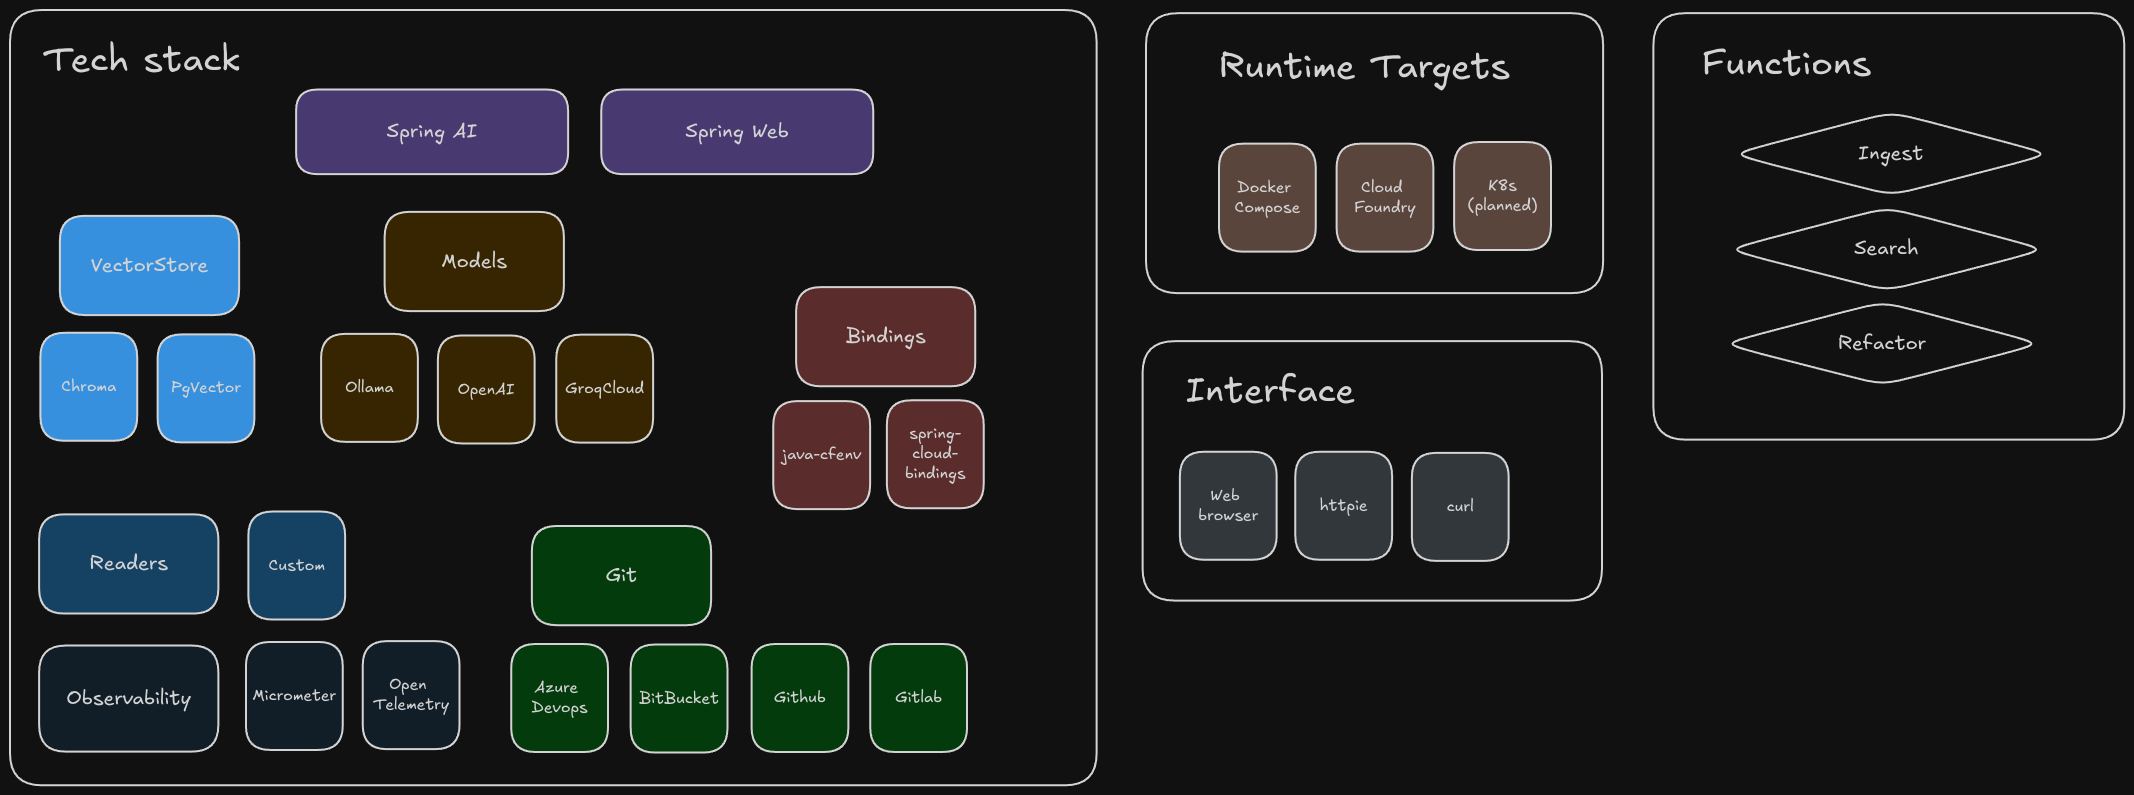 Tech stack
Spring AI
Spring Web
VectorStore
Chroma
PgVector
Models
Ollama
OpenAI
GroqCloud
Bindings
java-cfenv
spring-
cloud-
bindings
Readers
Custom
Observability
Micrometer
Open
Telemetry
Git
Azure
Devops
BitBucket
Github
Gitlab
Runtime Targets
Docker
Compose
Cloud
Foundry
K8s
(planned)
Interface
Web
browser
httpie
curl
Functions
Ingest
Search
Refactor